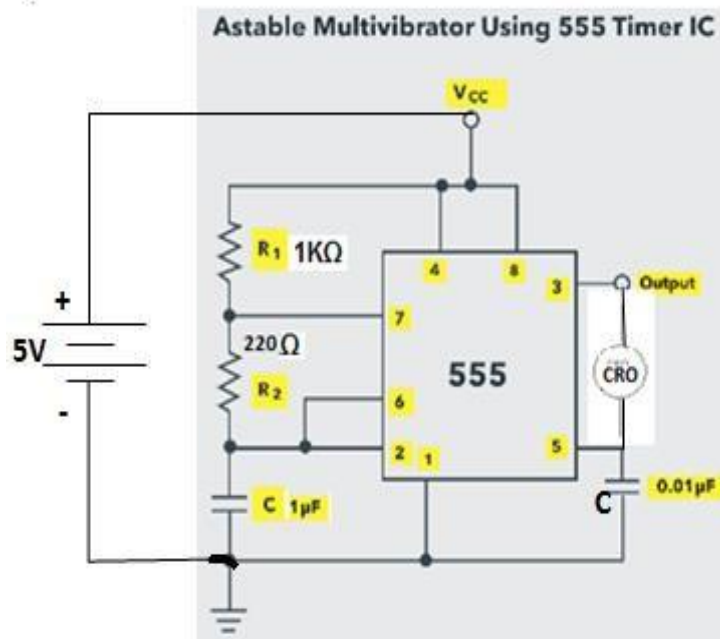 Astable Multivibrator Using 555 Timer IC
Vcc
R1 1KΩ
4
8
3
Output
+
5V
-
7
220Ω
R2
555
CRO
6
2
1
5
C 1µF
C
0.01µF